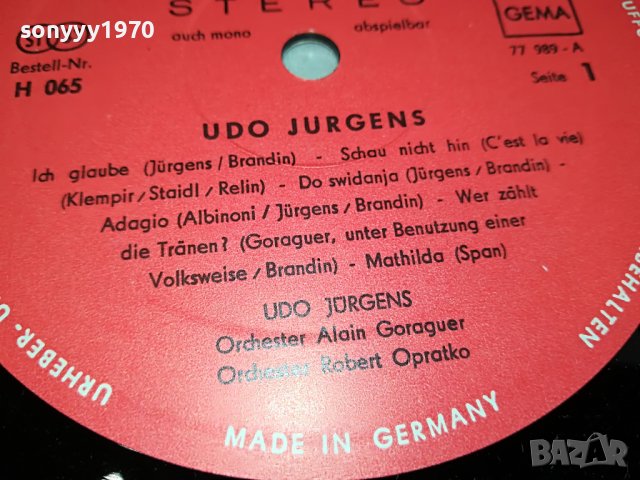 sonyyy1970
STEREO
St
auch mono abspielbar
GEMA
77 989 - A
Bestell-Nr.
H 065
Seite 1
UDO JURGENS
Ich glaube (Jürgens/Brandin) - Schau nicht hin (C'est la vie)
(Klempir/Staidl/Relin) - Do swidanja (Jürgens/Brandin) -
Adagio (Albinoni/Jürgens/Brandin) - Wer zählt
die Tränen? (Goraguer, unter Benutzung einer
Volksweise/Brandin) - Mathilda (Span)
UDO JÜRGENS
Orchester Alain Goraguer
Orchester Robert Opratko
URHEBER-
MADE IN GERMANY
BAZAR